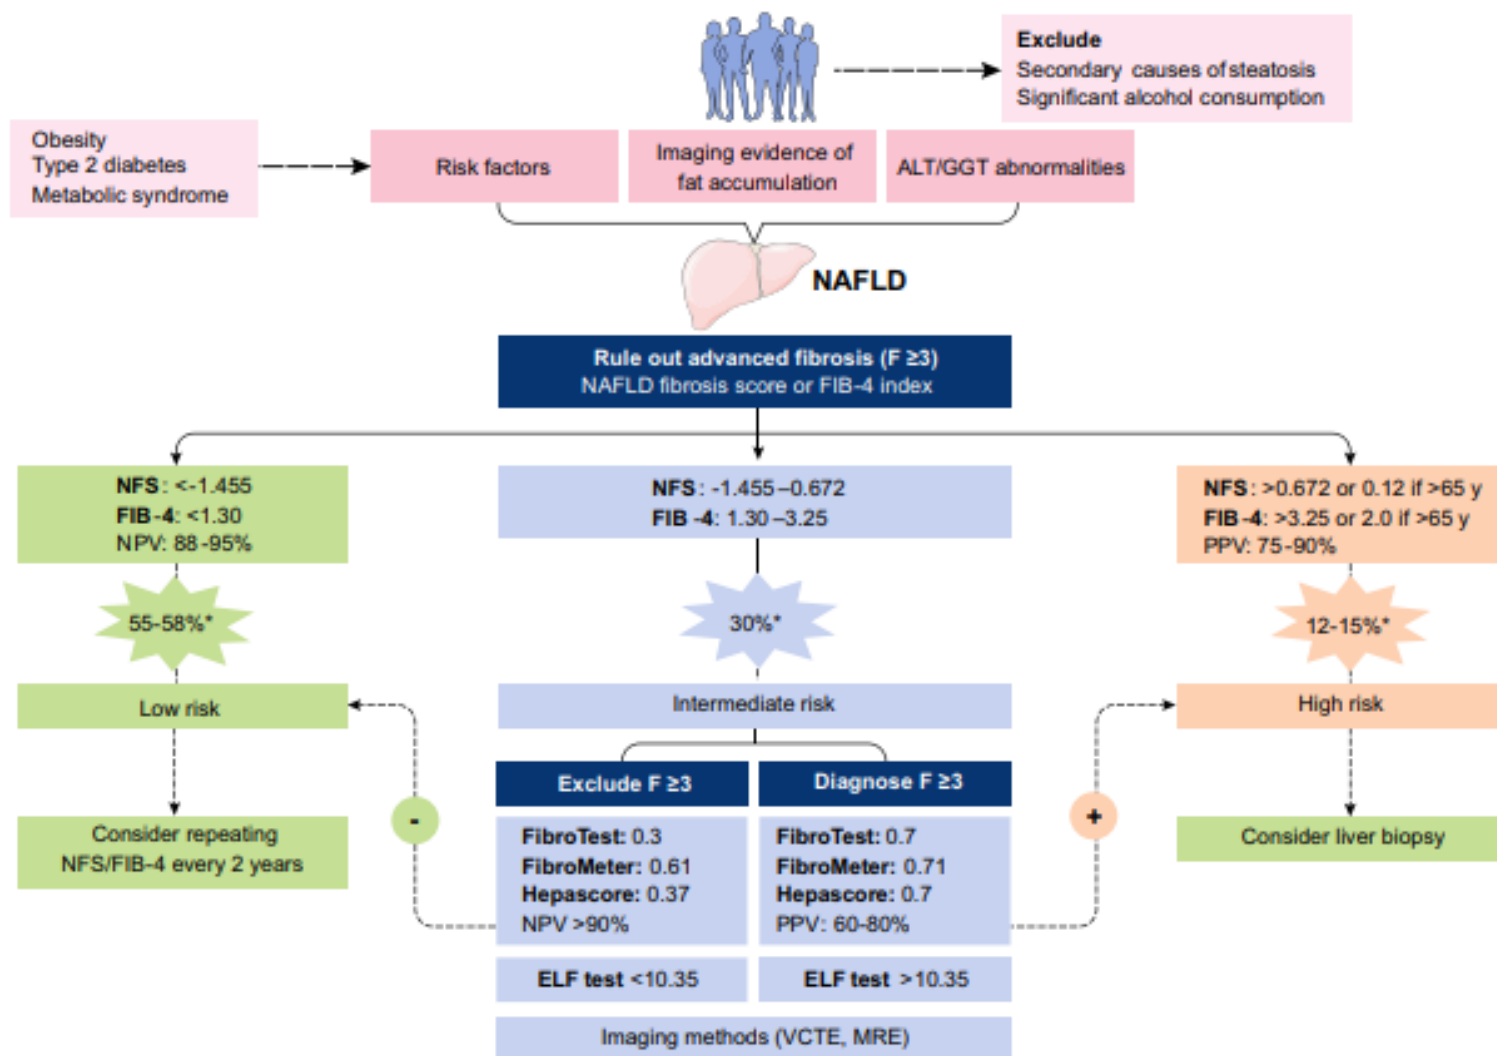 Exclude
Secondary causes of steatosis
Significant alcohol consumption
Obesity
Type 2 diabetes
Metabolic syndrome
Risk factors
Imaging evidence of
fat accumulation
ALT/GGT abnormalities
NAFLD
Rule out advanced fibrosis (F ≥3)
NAFLD fibrosis score or FIB-4 index
NFS: <-1.455
FIB-4: <1.30
NPV: 88-95%
NFS: -1.455–0.672
FIB-4: 1.30–3.25
NFS: >0.672 or 0.12 if >65 y
FIB-4: >3.25 or 2.0 if >65 y
PPV: 75-90%
55-58%*
30%*
12-15%*
Low risk
Intermediate risk
High risk
Exclude F ≥3
Diagnose F ≥3
-
+
Consider repeating
NFS/FIB-4 every 2 years
FibroTest: 0.3
FibroMeter: 0.61
Hepascore: 0.37
NPV >90%
FibroTest: 0.7
FibroMeter: 0.71
Hepascore: 0.7
PPV: 60-80%
Consider liver biopsy
ELF test <10.35
ELF test >10.35
Imaging methods (VCTE, MRE)